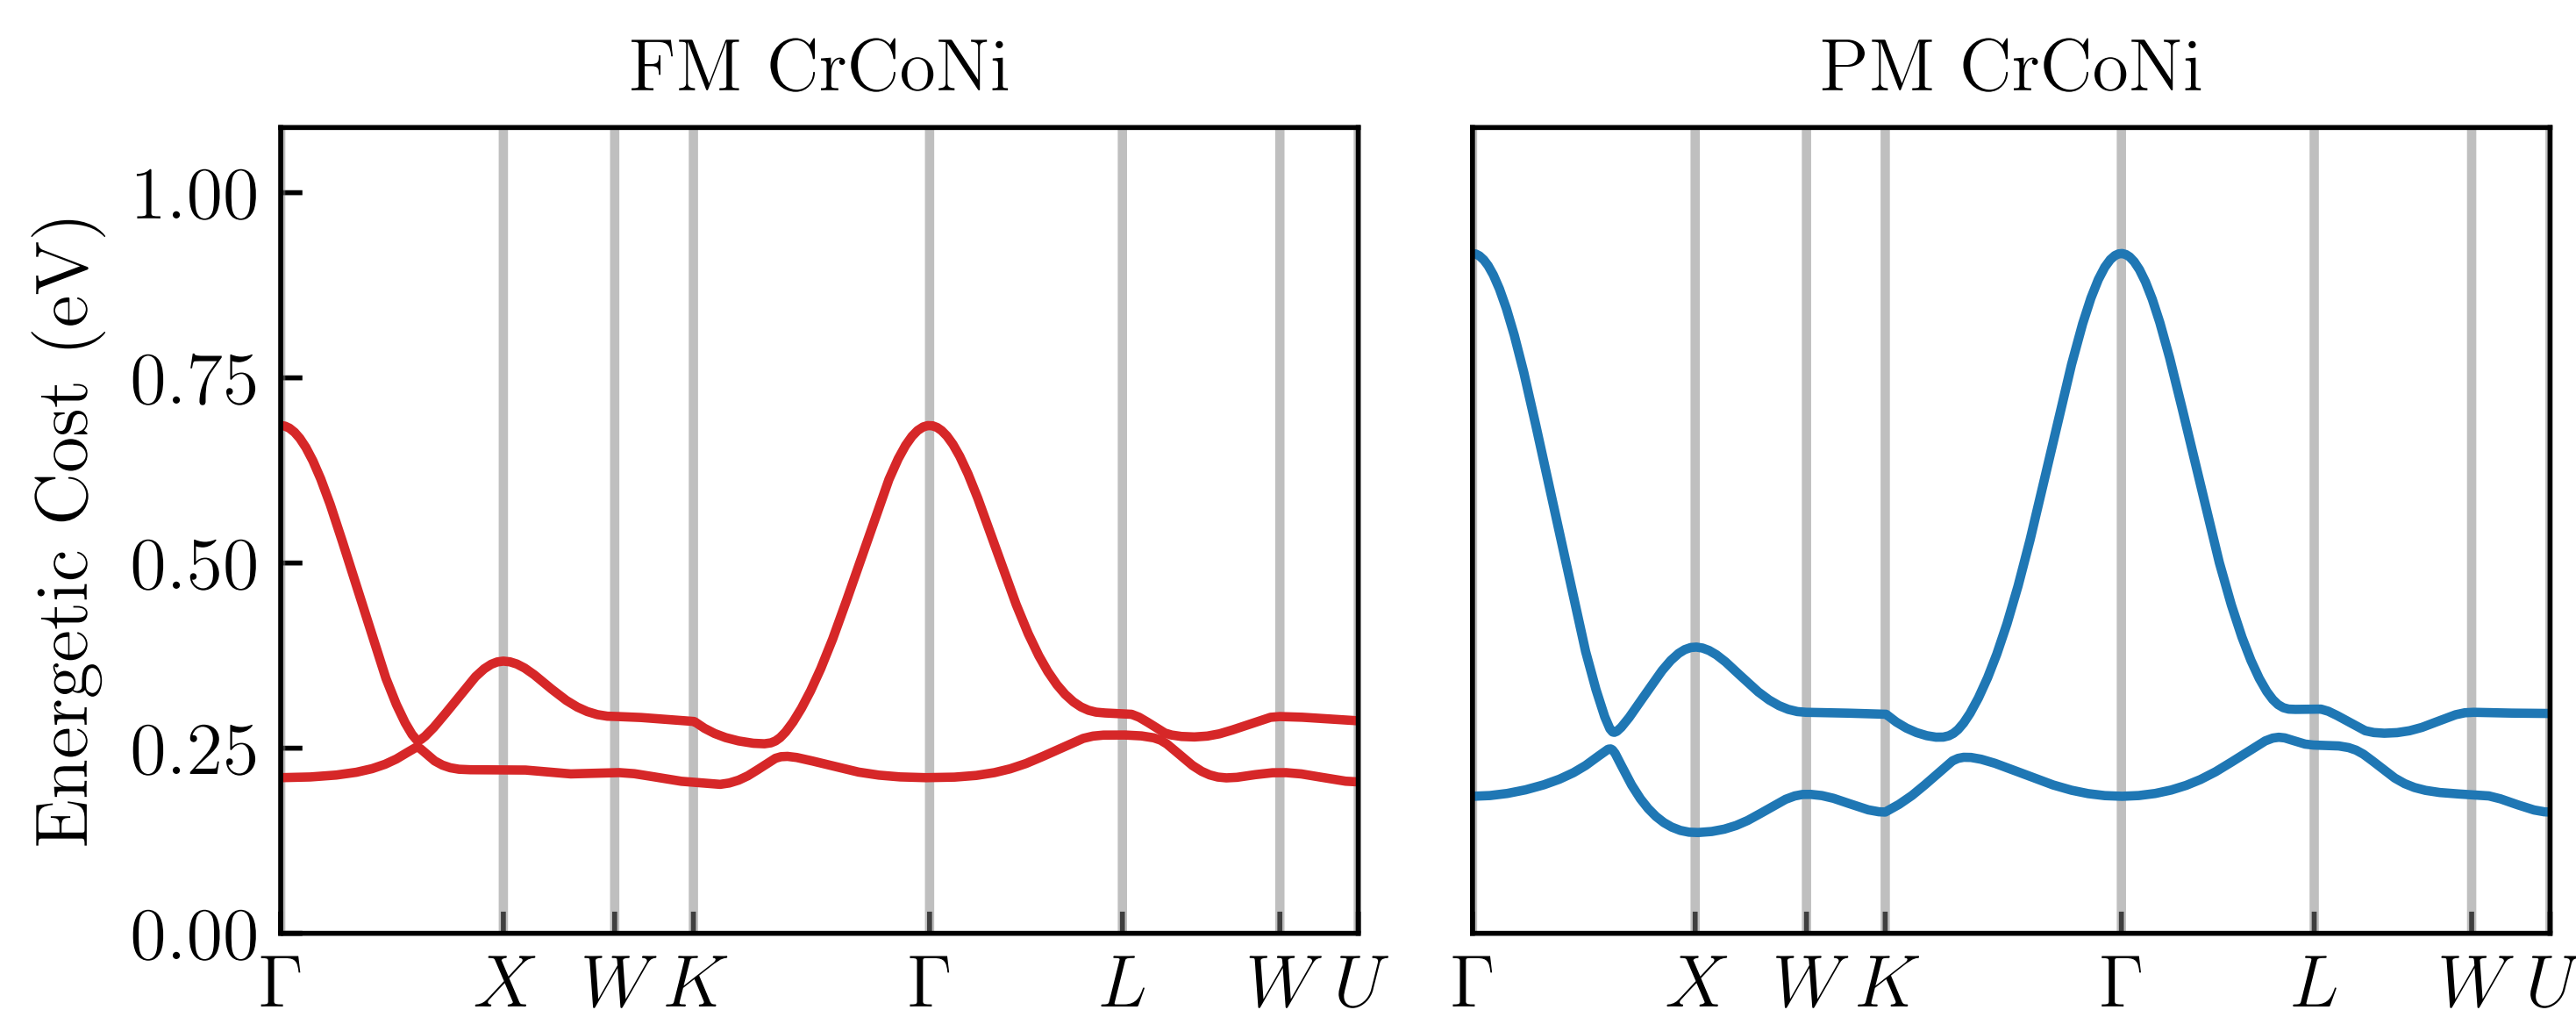 FM CrCoNi
PM CrCoNi
Energetic Cost (eV)
1.00
0.75
0.50
0.25
0.00
Γ X W K Γ L W U
Γ X W K Γ L W U